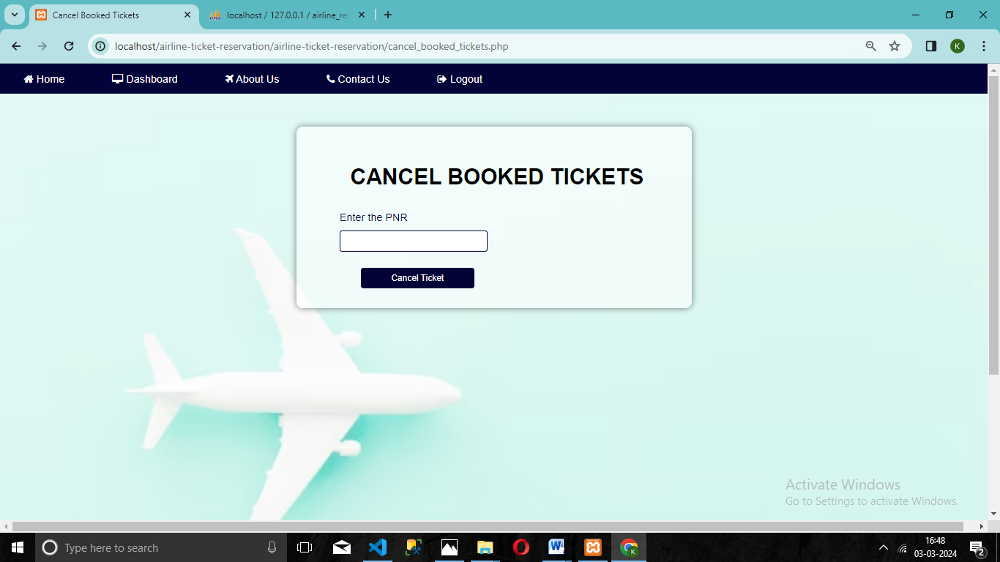 Cancel Booked Tickets
localhost / 127.0.0.1 / airline_res
localhost/airline-ticket-reservation/airline-ticket-reservation/cancel_booked_tickets.php
K
Home Dashboard About Us Contact Us Logout
CANCEL BOOKED TICKETS
Enter the PNR
Cancel Ticket
Activate Windows
Go to Settings to activate Windows.
Type here to search
16:48
03-03-2024
2